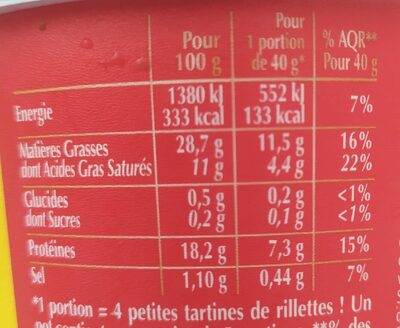 Pour 100 g
Pour 1 portion de 40 g*
% AQR** Pour 40 g
Energie 1380 kj 552 kj 7%
333 kcal 133 kcal
Matières Grasses 28,7 g 11,5 g 16%
dont Acides Gras Saturés 11 g 4,4 g 22%
Glucides 0,5 g 0,2 g <1%
dont Sucres 0,2 g 0,1 g <1%
Protéines 18,2 g 7,3 g 15%
Sel 1,10 g 0,44 g 7%
*1 portion = 4 petites tartines de rillettes ! Un
**% des